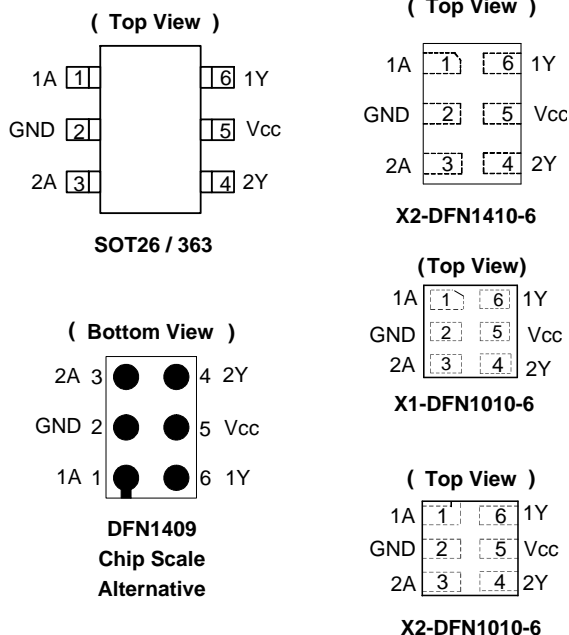 ( Top View )
1A 1 6 1Y
GND 2 5 Vcc
2A 3 4 2Y
SOT26 / 363
( Bottom View )
2A 3 4 2Y
GND 2 5 Vcc
1A 1 6 1Y
DFN1409
Chip Scale
Alternative
( Top View )
1A 1 6 1Y
GND 2 5 Vcc
2A 3 4 2Y
X2-DFN1410-6
(Top View)
1A 1 6 1Y
GND 2 5 Vcc
2A 3 4 2Y
X1-DFN1010-6
( Top View )
1A 1 6 1Y
GND 2 5 Vcc
2A 3 4 2Y
X2-DFN1010-6